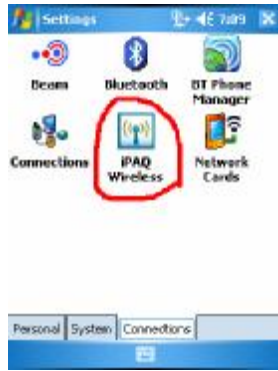 Settings 7:09
Beam Bluetooth BT Phone
Manager
Connections iPAQ Network
Wireless Cards
Personal System Connections